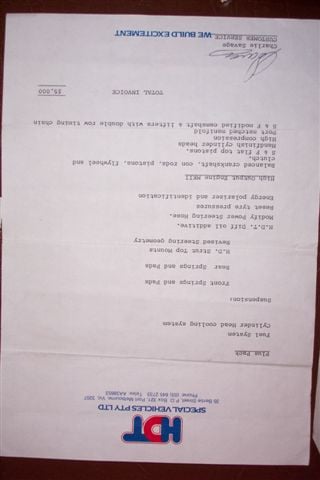 HDT
SPECIAL VEHICLES PTY LTD
Plus Pack
Fuel System
Cylinder Head cooling system
Suspension:
Front Springs and Pads
Rear Springs and Pads
H.D. Strut Top Mounts
Revised Steering Geometry
H.D.T. Diff oil additive.
Modify Power Steering Hose.
Reset tyre pressures
Energy polarizer and identification
High Output Engine MKII
Balanced crankshaft, con rods, pistons, flywheel and
clutch.
S & F flat top pistons.
Handfinish cylinder heads
High compression
Port matched manifold
S & F modified camshaft & lifters with double row timing chain
TOTAL INVOICE $5,000
Charlie Savage
CUSTOMER SERVICE
WE BUILD EXCITEMENT